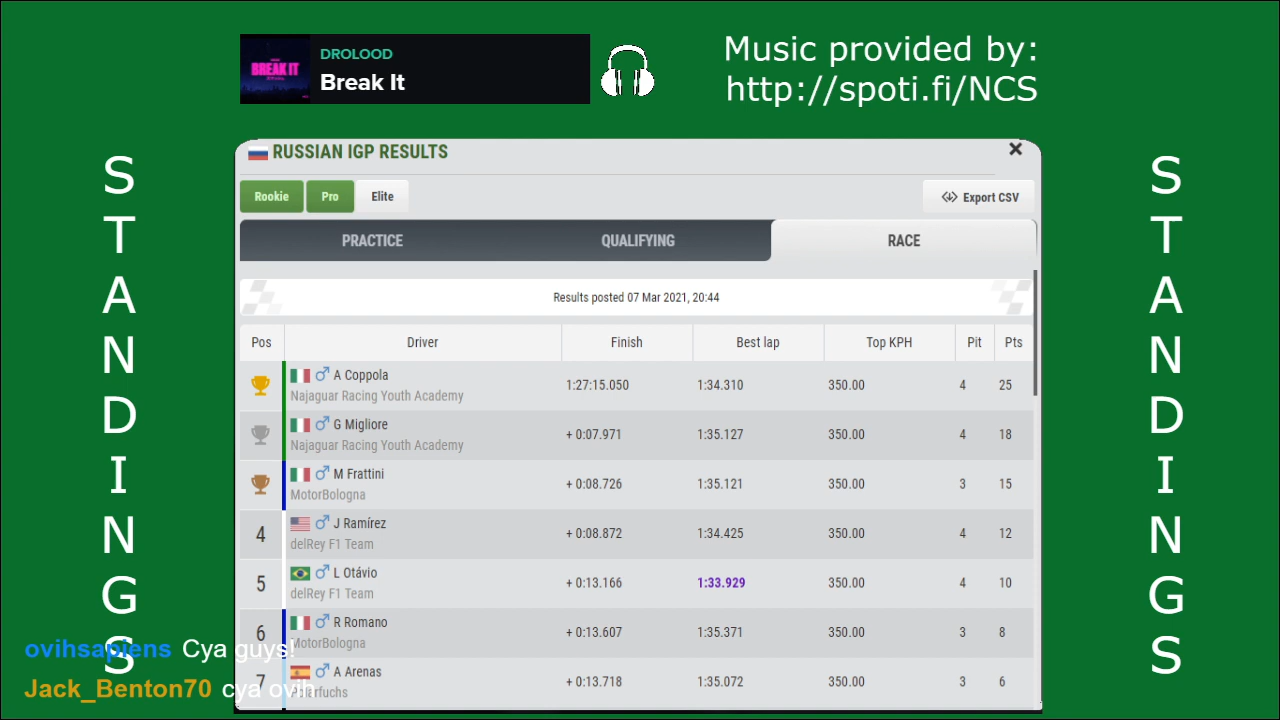 DROLOOD
Break It
BREAK IT
Music provided by:
http://spoti.fi/NCS
STANDINGS
RUSSIAN IGP RESULTS
Rookie Pro Elite Export CSV
PRACTICE QUALIFYING RACE
Results posted 07 Mar 2021, 20:44
Pos Driver Finish Best lap Top KPH Pit Pts
A Coppola 1:27:15.050 1:34.310 350.00 4 25
Najaguar Racing Youth Academy
G Migliore + 0:07.971 1:35.127 350.00 4 18
Najaguar Racing Youth Academy
M Frattini + 0:08.726 1:35.121 350.00 3 15
MotorBologna
4 J Ramírez + 0:08.872 1:34.425 350.00 4 12
delRey F1 Team
5 L Otávio + 0:13.166 1:33.929 350.00 4 10
delRey F1 Team
6 R Romano + 0:13.607 1:35.371 350.00 3 8
MotorBologna
7 A Arenas + 0:13.718 1:35.072 350.00 3 6
ovihsapiens Cya guys!
Jack_Benton70 cya ovih
STANDINGS